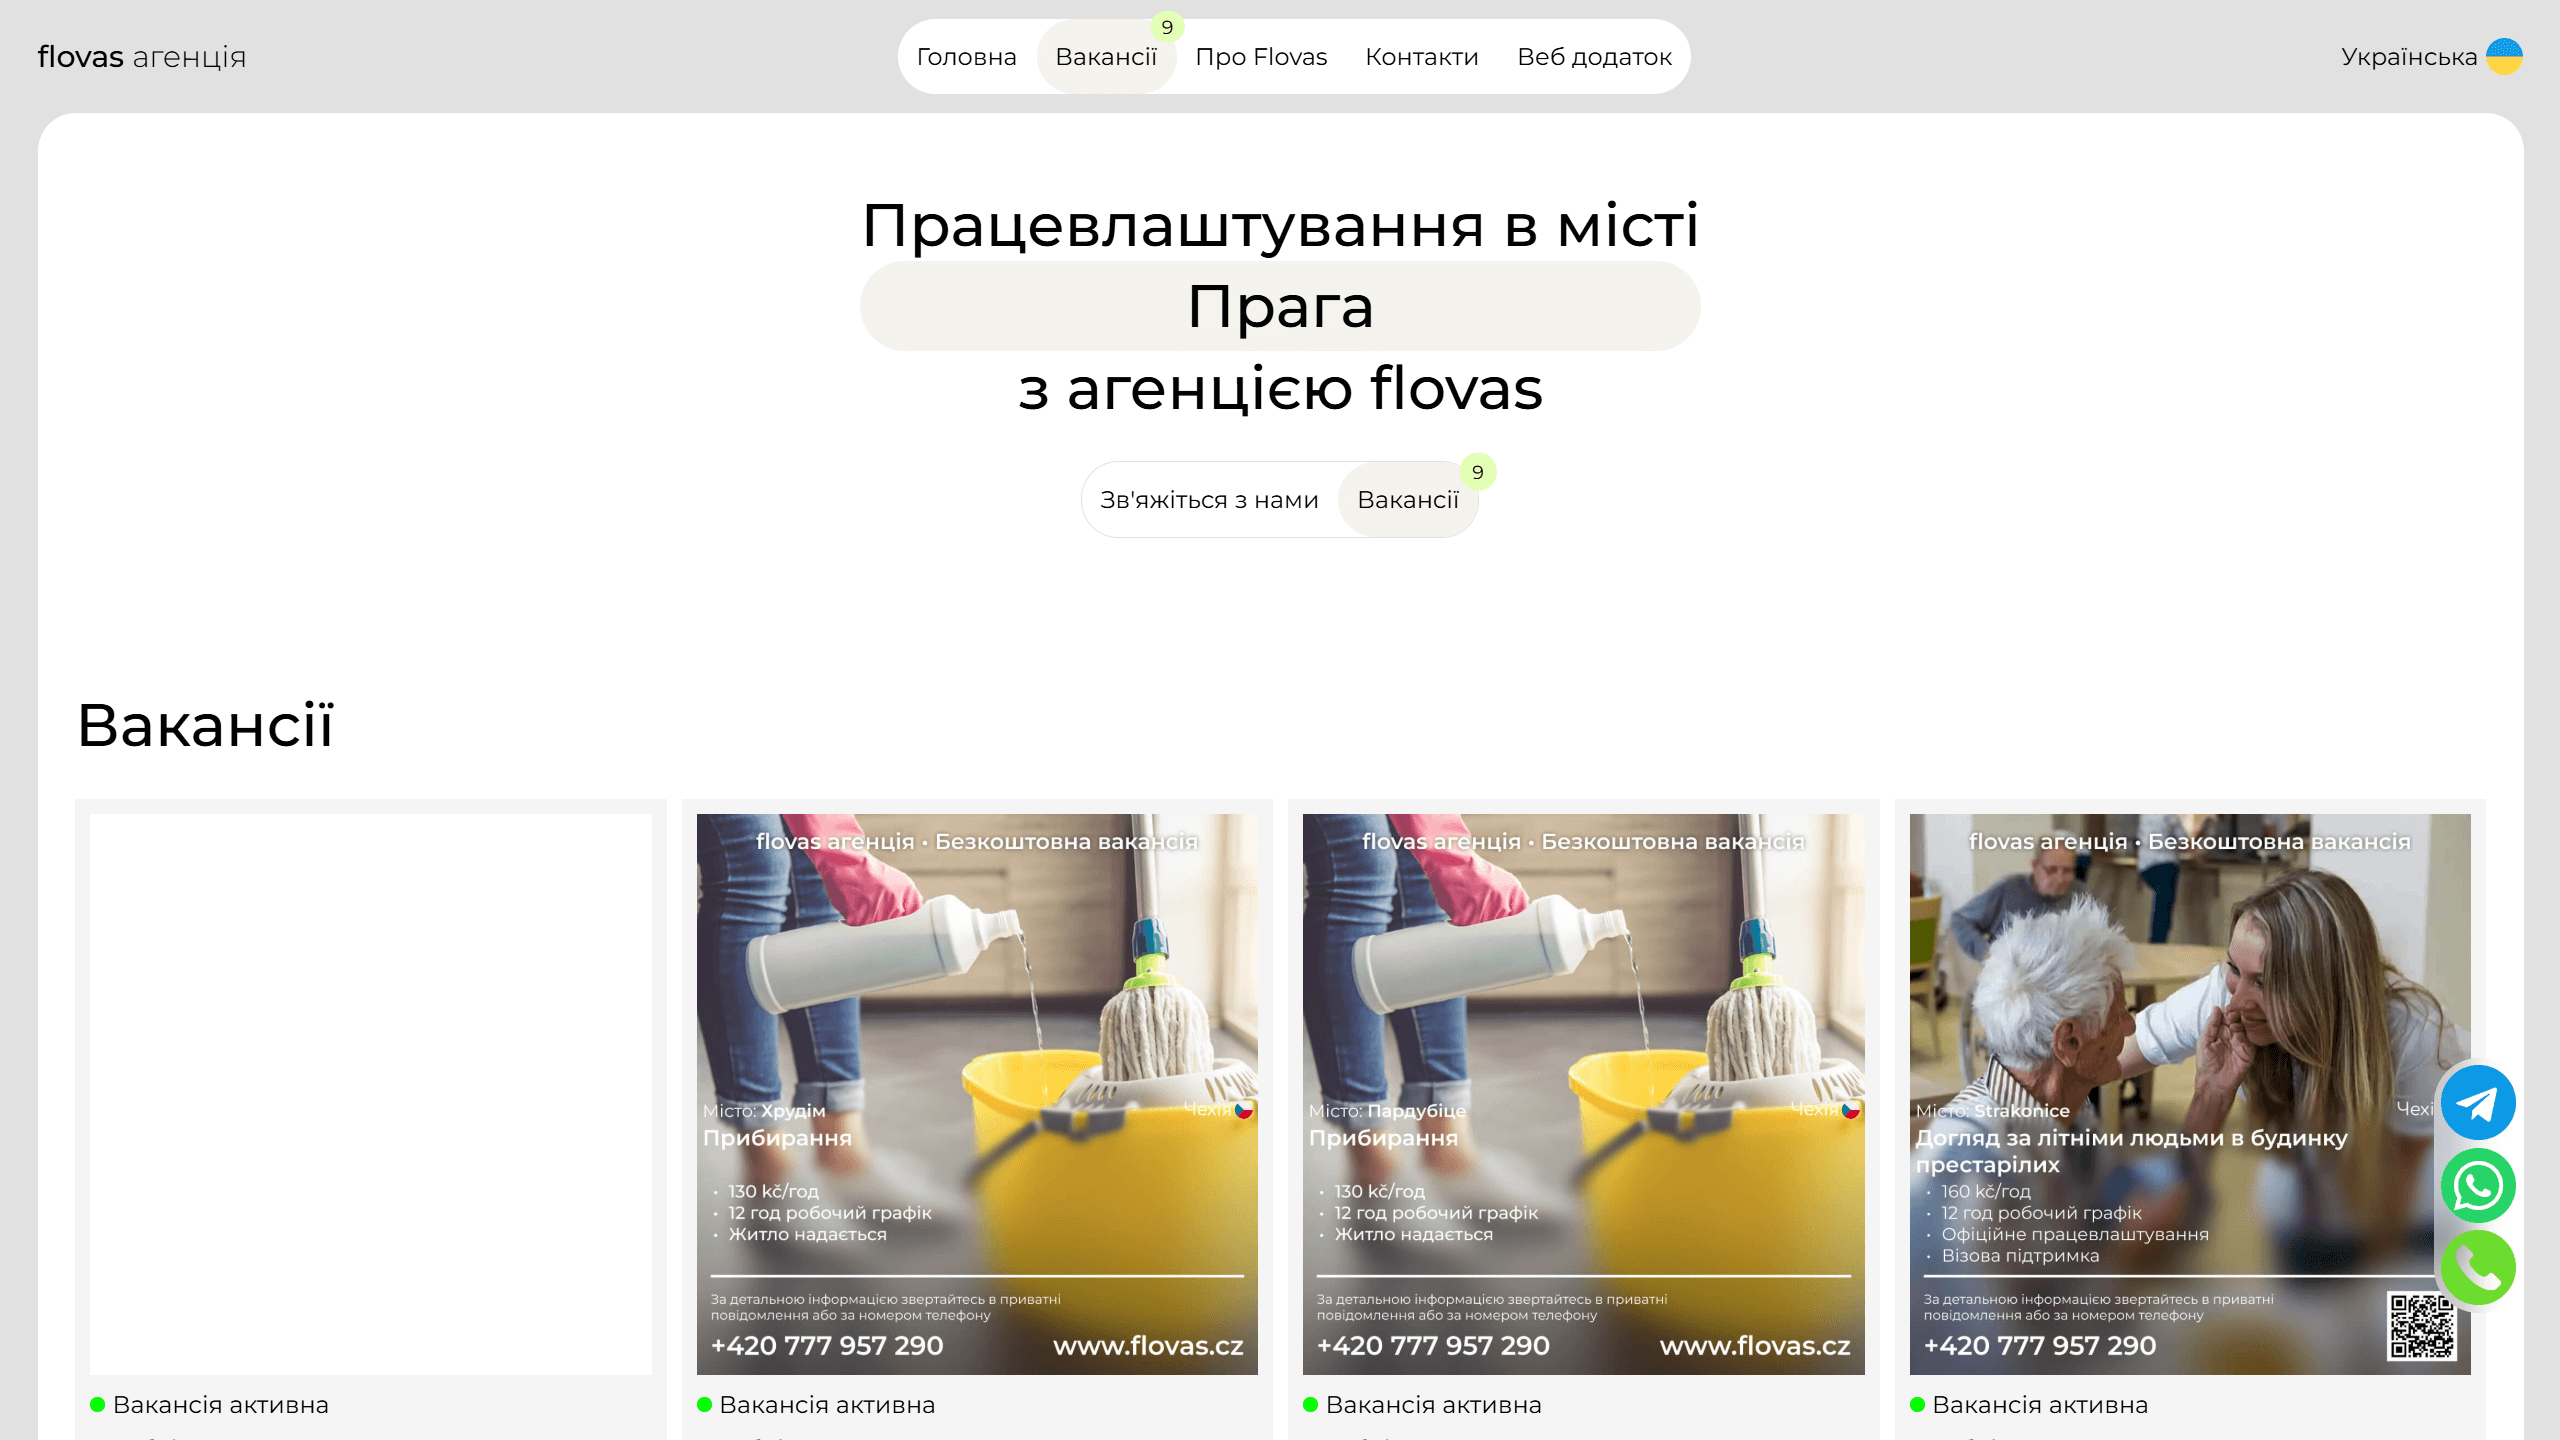 flovas агенція
Головна
Вакансії
9
Про Flovas
Контакти
Веб додаток
Українська
Працевлаштування в місті
Прага
з агенцією flovas
Зв'яжіться з нами
Вакансії
9
Вакансії
Вакансія активна
flovas агенція • Безкоштовна вакансія
Місто: Хрудім
Чехія
Прибирання
• 130 kč/год
• 12 год робочий графік
• Житло надається
За детальною інформацією звертайтесь в приватні
повідомлення або за номером телефону
+420 777 957 290
www.flovas.cz
Вакансія активна
flovas агенція • Безкоштовна вакансія
Місто: Пардубіце
Чехія
Прибирання
• 130 kč/год
• 12 год робочий графік
• Житло надається
За детальною інформацією звертайтесь в приватні
повідомлення або за номером телефону
+420 777 957 290
www.flovas.cz
Вакансія активна
flovas агенція • Безкоштовна вакансія
Місто: Strakonice
Догляд за літніми людьми в будинку
престарілих
• 160 kč/год
• 12 год робочий графік
• Офіційне працевлаштування
• Візова підтримка
За детальною інформацією звертайтесь в приватні
повідомлення або за номером телефону
+420 777 957 290
Вакансія активна